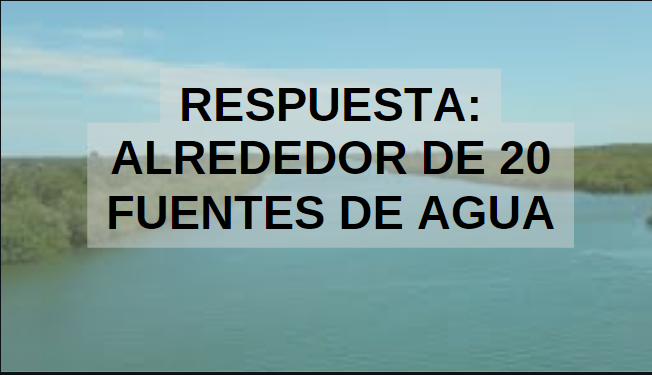 RESPUESTA:
ALREDEDOR DE 20
FUENTES DE AGUA